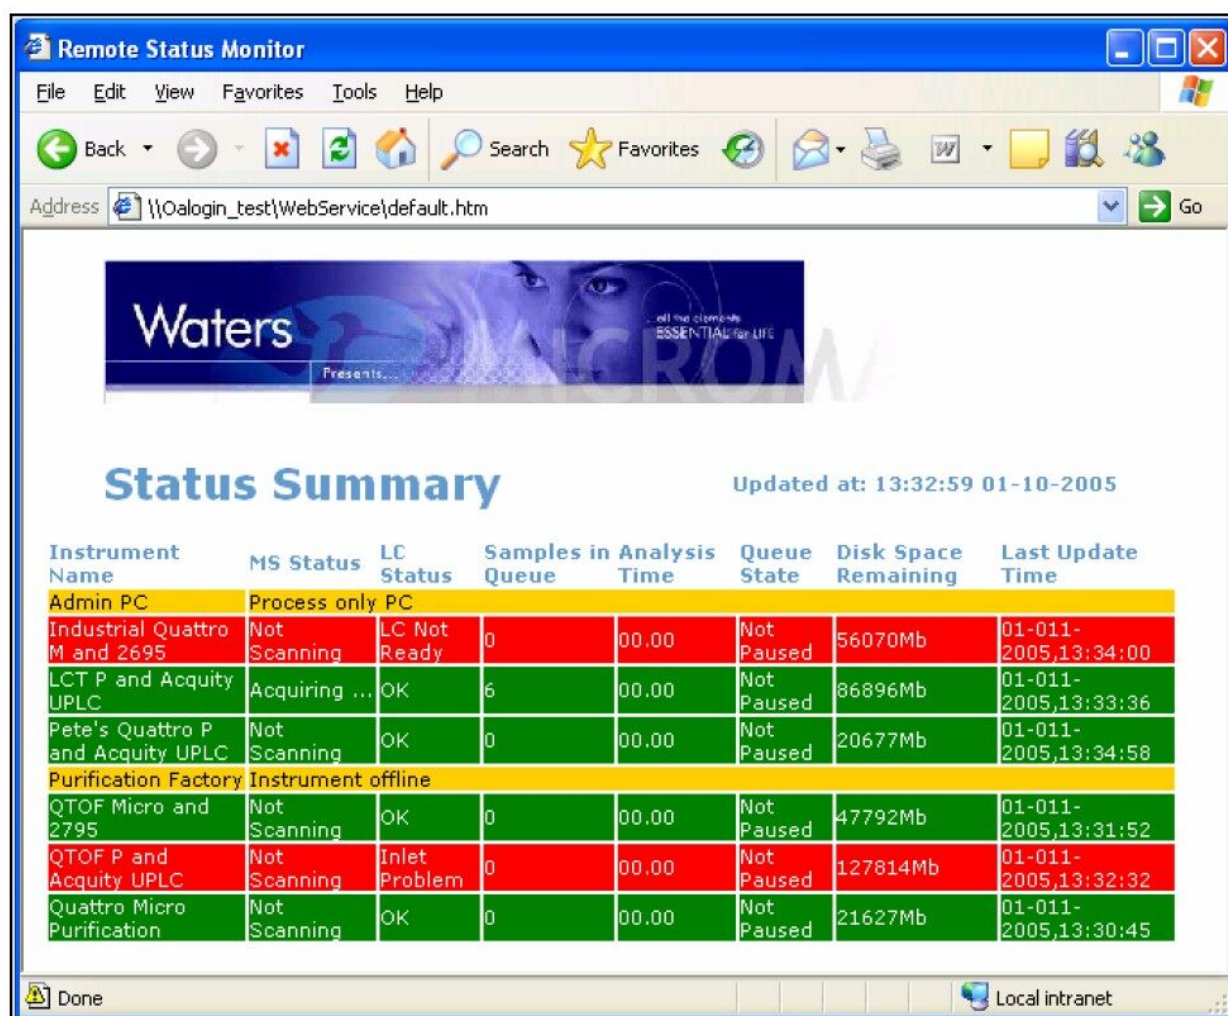 Remote Status Monitor
File Edit View Favorites Tools Help
Back Search Favorites
Address \\Oalogin_test\WebService\default.htm Go
Waters
...all the elements
ESSENTIAL for LIFE
Presents...
MICROMA
Status Summary
Updated at: 13:32:59 01-10-2005
Instrument Name MS Status LC Status Samples in Queue Analysis Time Queue State Disk Space Remaining Last Update Time
Admin PC Process only PC
Industrial Quattro M and 2695 Not Scanning LC Not Ready 0 00.00 Not Paused 56070Mb 01-011-2005,13:34:00
LCT P and Acquity UPLC Acquiring ... OK 6 00.00 Not Paused 86896Mb 01-011-2005,13:33:36
Pete's Quattro P and Acquity UPLC Not Scanning OK 0 00.00 Not Paused 20677Mb 01-011-2005,13:34:58
Purification Factory Instrument offline
QTOF Micro and 2795 Not Scanning OK 0 00.00 Not Paused 47792Mb 01-011-2005,13:31:52
QTOF P and Acquity UPLC Not Scanning Inlet Problem 0 00.00 Not Paused 127814Mb 01-011-2005,13:32:32
Quattro Micro Purification Not Scanning OK 0 00.00 Not Paused 21627Mb 01-011-2005,13:30:45
Done Local intranet